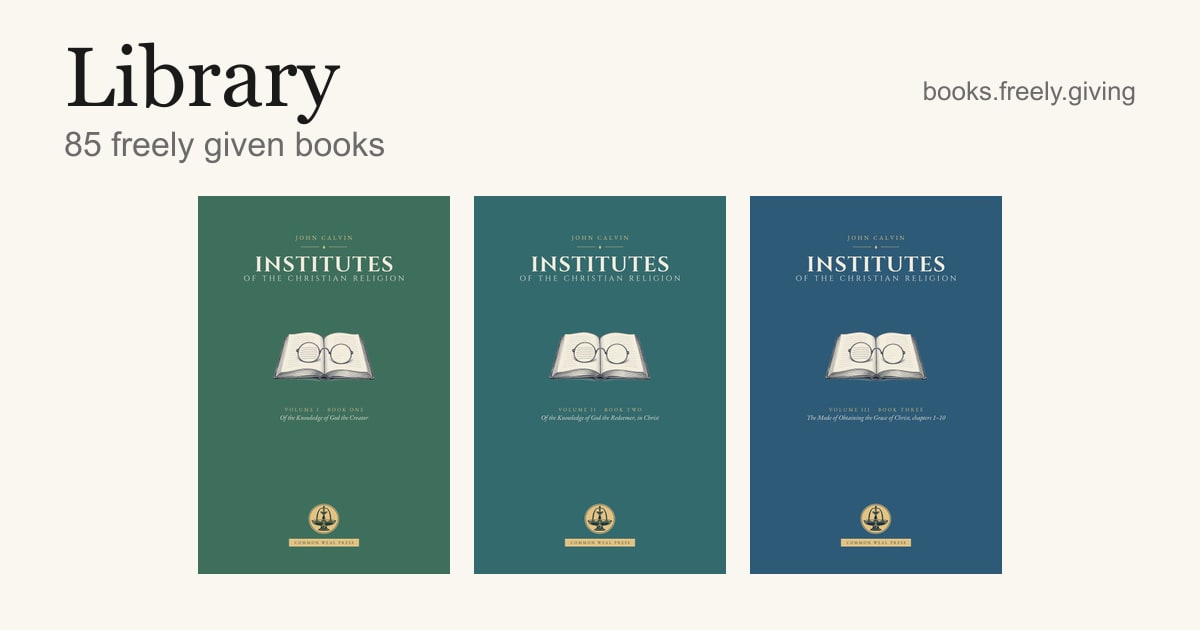 Library
85 freely given books
books.freely.giving
JOHN CALVIN
INSTITUTES
OF THE CHRISTIAN RELIGION
VOLUME I · BOOK ONE
Of the Knowledge of God the Creator
COMMON WEAL PRESS
JOHN CALVIN
INSTITUTES
OF THE CHRISTIAN RELIGION
VOLUME II · BOOK TWO
Of the Knowledge of God the Redeemer, in Christ
COMMON WEAL PRESS
JOHN CALVIN
INSTITUTES
OF THE CHRISTIAN RELIGION
VOLUME III · BOOK THREE
The Mode of Obtaining the Grace of Christ, chapters 1–10
COMMON WEAL PRESS